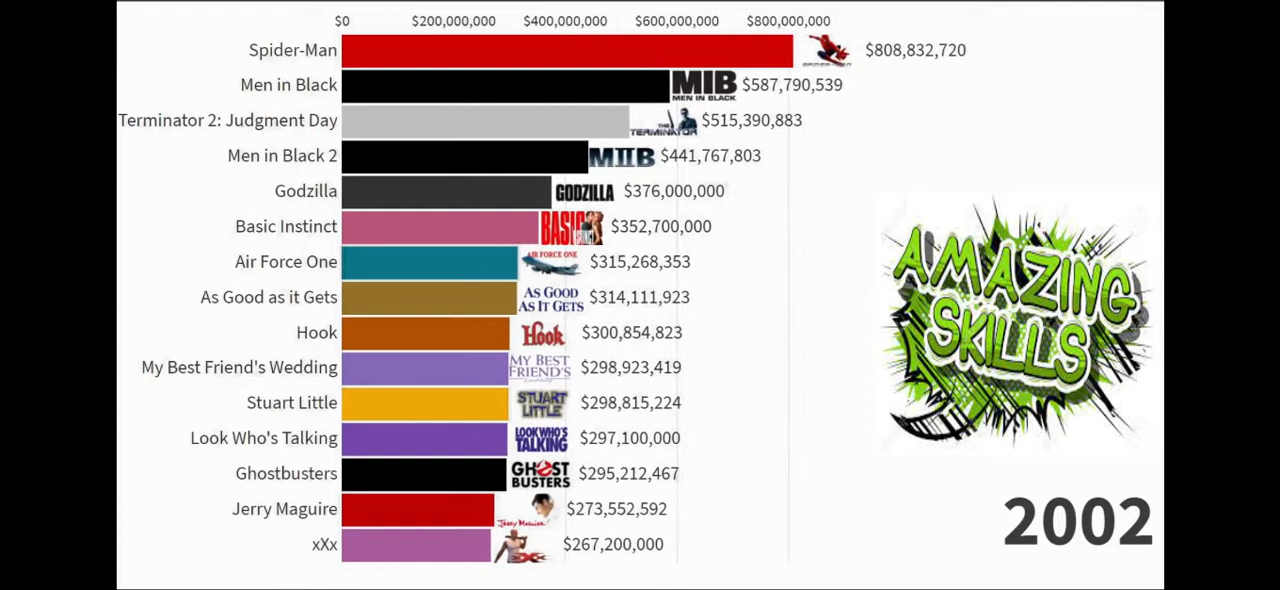 $0 $200,000,000 $400,000,000 $600,000,000 $800,000,000
Spider-Man $808,832,720
Men in Black MIB MEN IN BLACK $587,790,539
Terminator 2: Judgment Day THE TERMINATOR $515,390,883
Men in Black 2 MIIB $441,767,803
Godzilla GODZILLA $376,000,000
Basic Instinct BASIC $352,700,000
Air Force One AIR FORCE ONE $315,268,353
As Good as it Gets AS GOOD AS IT GETS $314,111,923
Hook Hook $300,854,823
My Best Friend's Wedding MY BEST FRIEND'S $298,923,419
Stuart Little STUART LITTLE $298,815,224
Look Who's Talking LOOK WHO'S TALKING $297,100,000
Ghostbusters GHOSTBUSTERS $295,212,467
Jerry Maguire Jerry Maguire $273,552,592
xXx xXx $267,200,000
AMAZING
SKILLS
2002